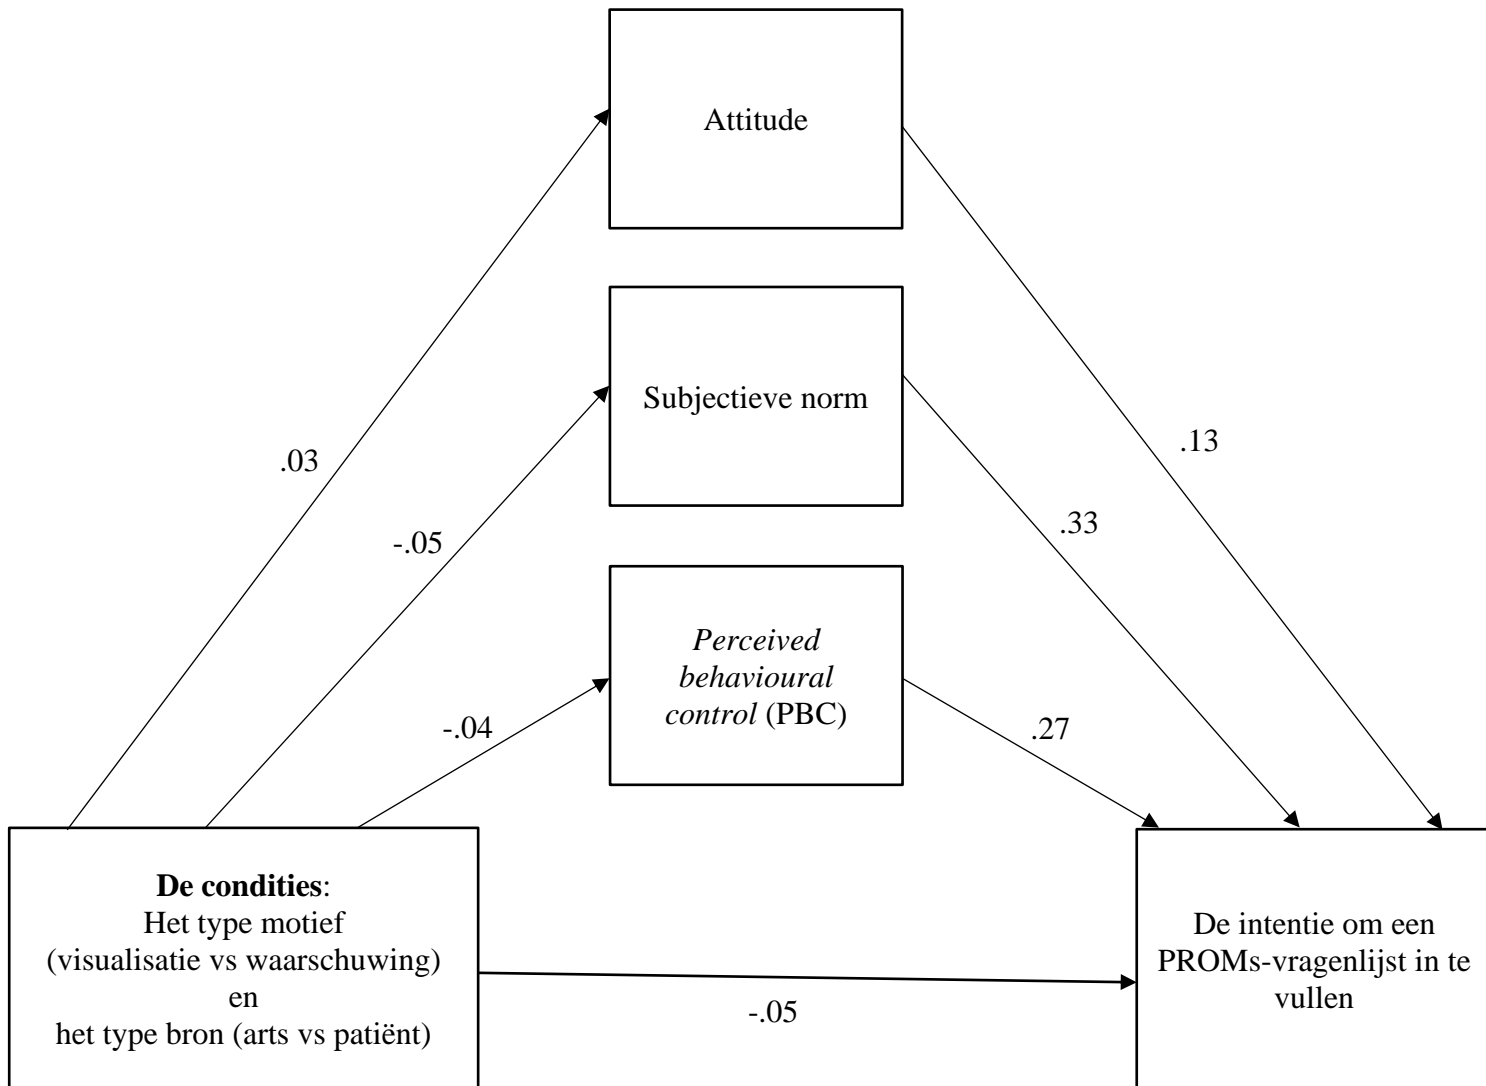 Attitude
Subjectieve norm
.03
.13
-.05
.33
Perceived
behavioural
control (PBC)
-.04
.27
De condities:
Het type motief
(visualisatie vs waarschuwing)
en
het type bron (arts vs patiënt)
-.05
De intentie om een
PROMs-vragenlijst in te
vullen